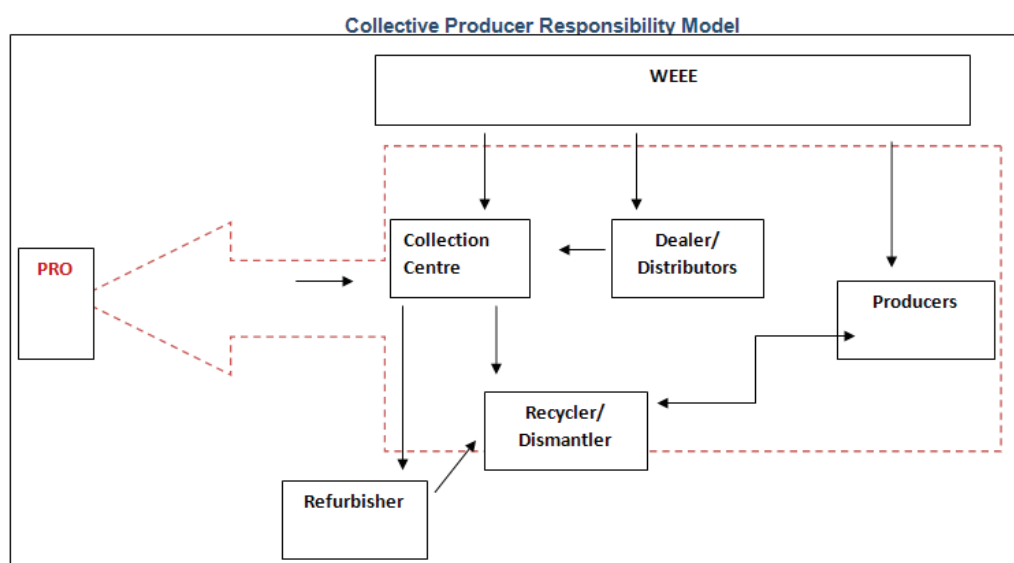 Collective Producer Responsibility Model
WEEE
Collection
Centre
Dealer/
Distributors
PRO
Producers
Recycler/
Dismantler
Refurbisher